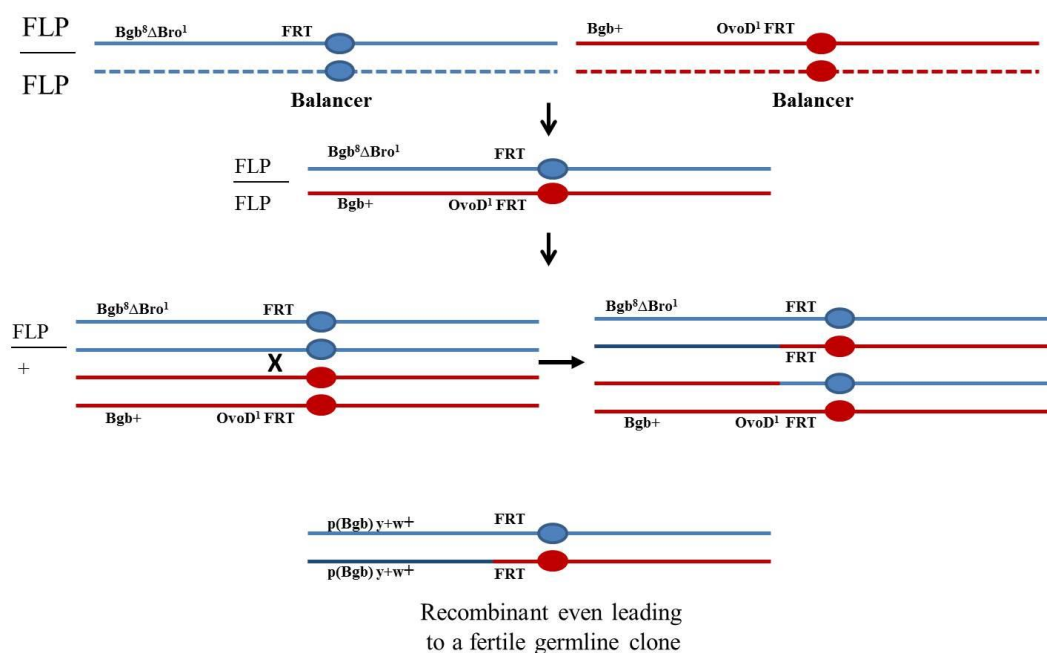 FLP
FLP
Bgb⁸ΔBro¹ FRT
Balancer
Bgb+ OvoD¹ FRT
Balancer
FLP
FLP
Bgb⁸ΔBro¹ FRT
Bgb+ OvoD¹ FRT
FLP
+
Bgb⁸ΔBro¹ FRT
X
Bgb+ OvoD¹ FRT
Bgb⁸ΔBro¹ FRT
FRT
Bgb+ OvoD¹ FRT
p(Bgb) y+w+ FRT
p(Bgb) y+w+ FRT
Recombinant even leading
to a fertile germline clone